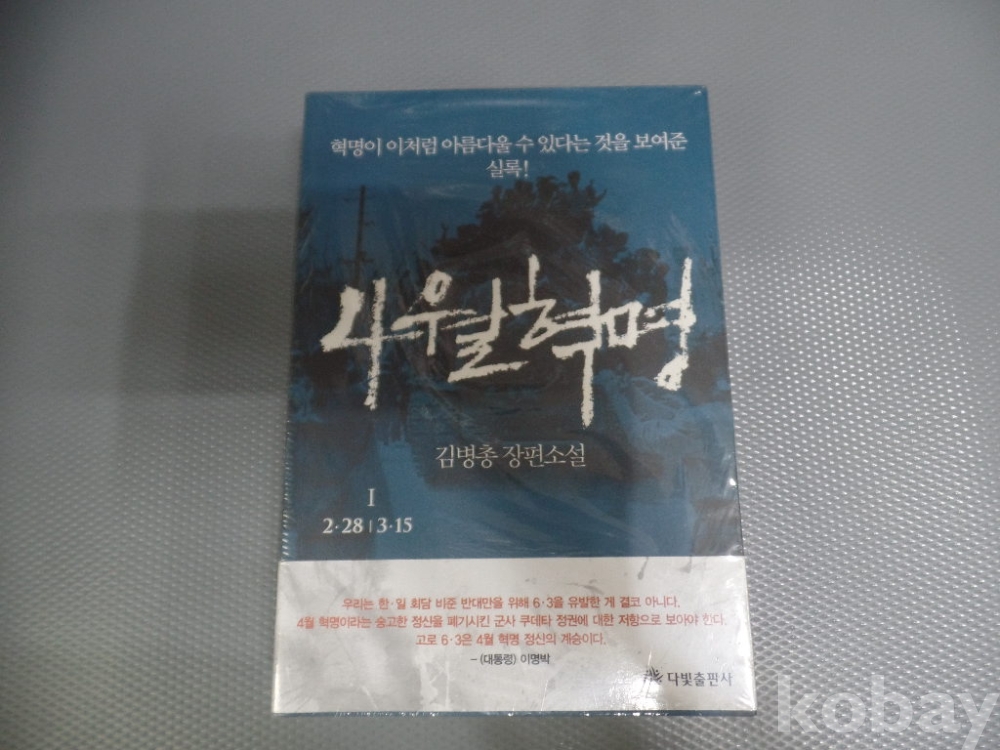 혁명이 이처럼 아름다울 수 있다는 것을 보여준
실록!
4월혁명
김병총 장편소설
I
2·28 | 3·15
우리는 한·일 회담 비준 반대만을 위해 6·3을 유발한 게 결코 아니다.
4월 혁명이라는 숭고한 정신을 폐기시킨 군사 쿠데타 정권에 대한 저항으로 보아야 한다.
고로 6·3은 4월 혁명 정신의 계승이다.
- (대통령) 이명박
다빛출판사
kobay